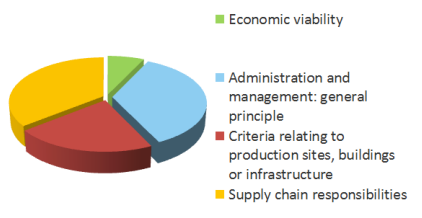 Economic viability
Administration and
management: general
principle
Criteria relating to
production sites, buildings
or infrastructure
Supply chain responsibilities